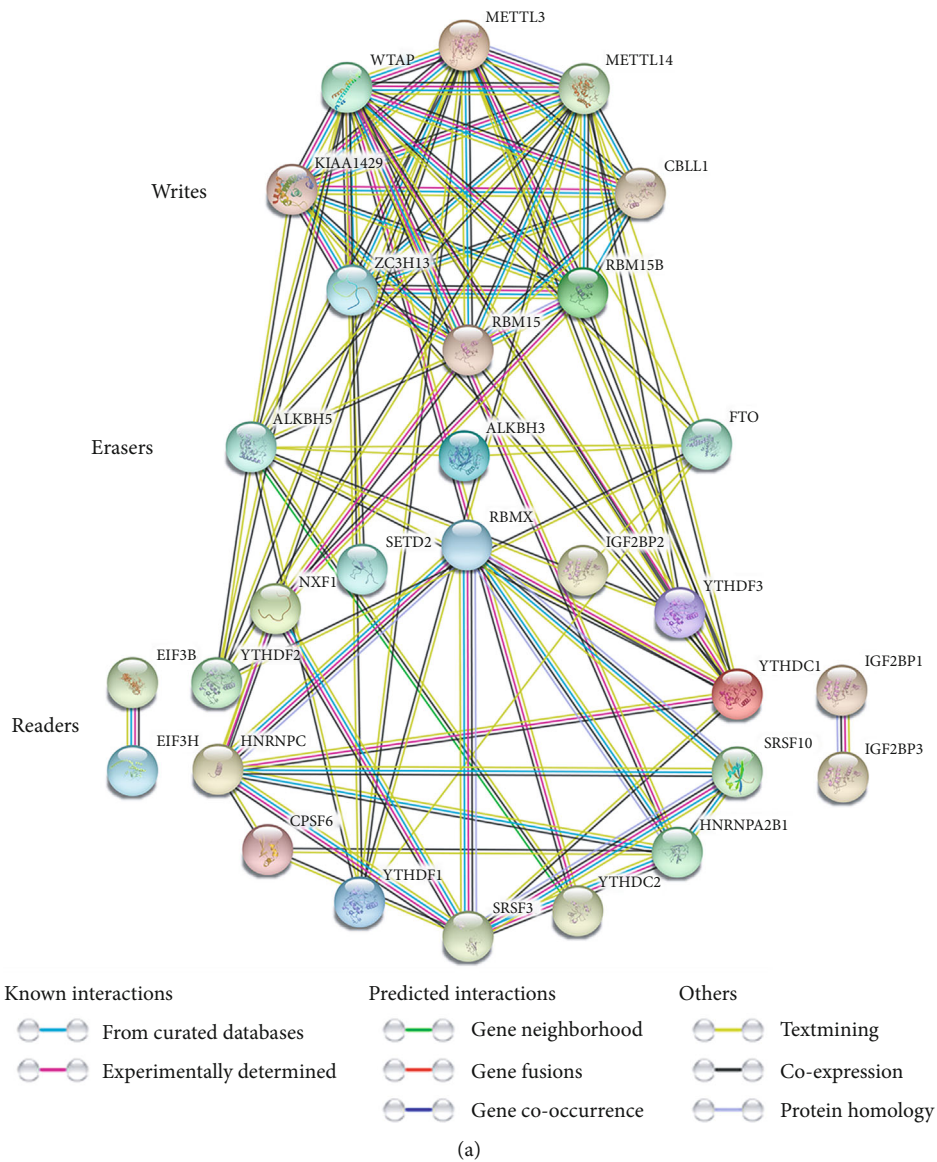 METTL3
WTAP
METTL14
KIAA1429
CBLL1
Writes
ZC3H13
RBM15B
RBM15
ALKBH5
ALKBH3
FTO
Erasers
RBMX
SETD2
IGF2BP2
NXF1
YTHDF3
EIF3B
YTHDF2
YTHDC1
IGF2BP1
Readers
EIF3H
HNRNPC
SRSF10
IGF2BP3
CPSF6
HNRNPA2B1
YTHDF1
YTHDC2
SRSF3
Known interactions
From curated databases
Experimentally determined
Predicted interactions
Gene neighborhood
Gene fusions
Gene co-occurrence
Others
Textmining
Co-expression
Protein homology
(a)